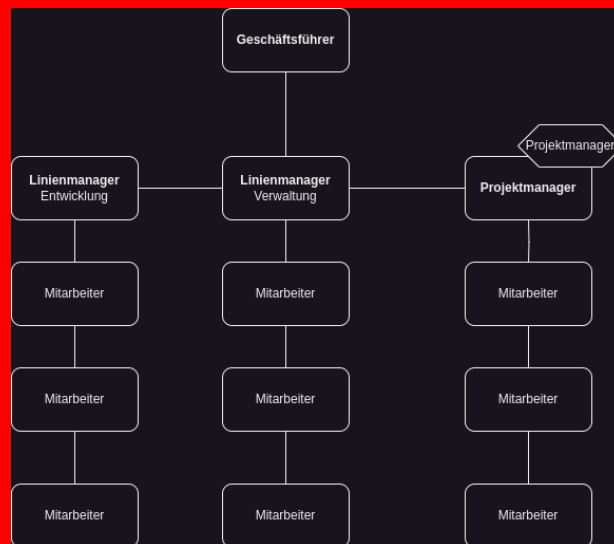 Geschäftsführer
Projektmanager
Linienmanager
Entwicklung
Linienmanager
Verwaltung
Projektmanager
Mitarbeiter
Mitarbeiter
Mitarbeiter
Mitarbeiter
Mitarbeiter
Mitarbeiter
Mitarbeiter
Mitarbeiter
Mitarbeiter